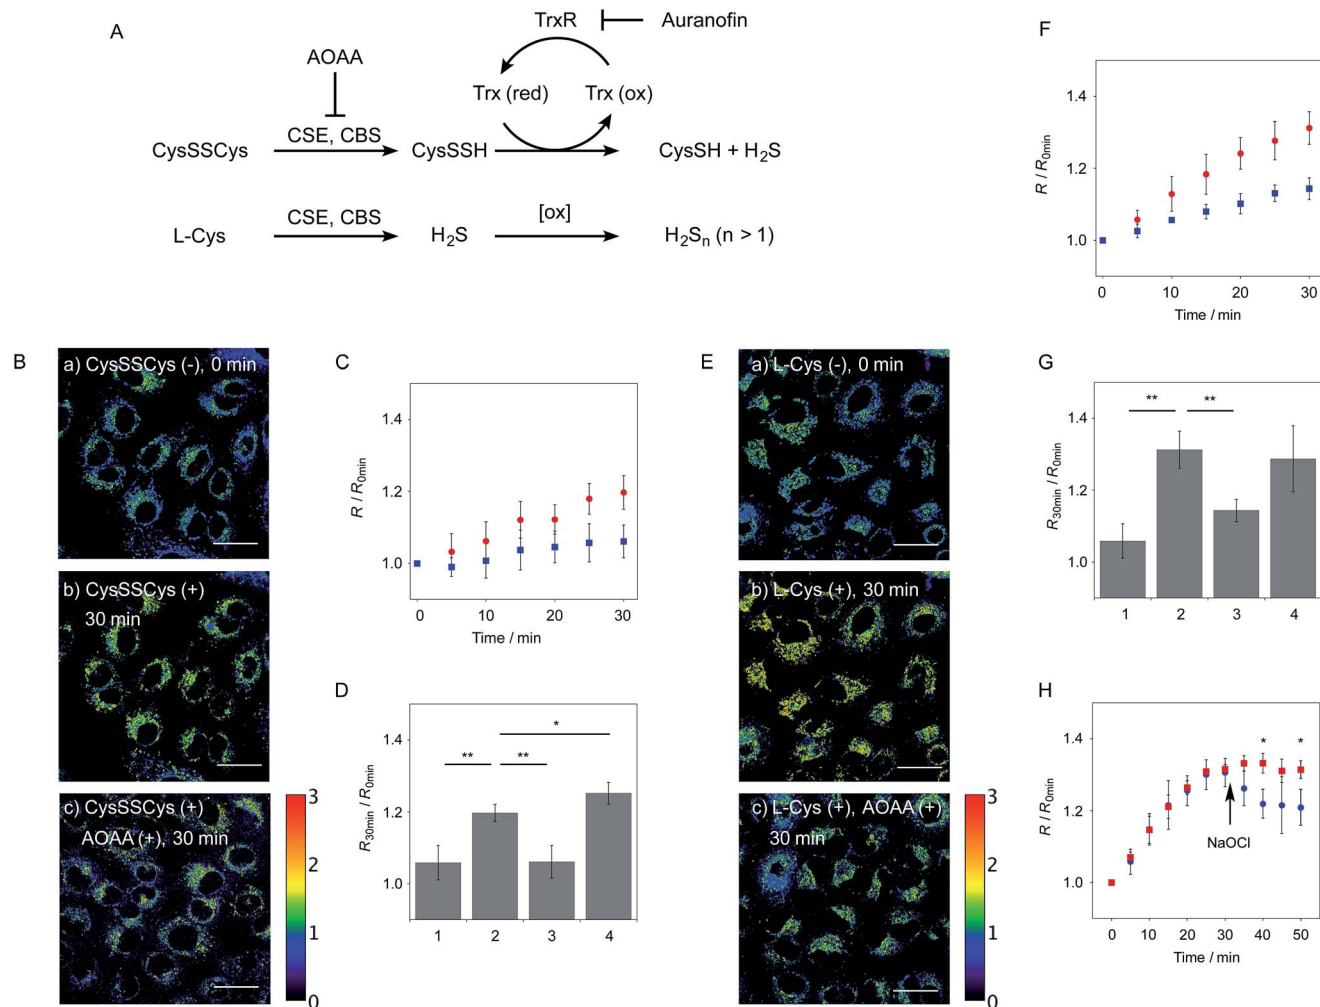 A
TrxR
Auranofin
AOAA
Trx (red)
Trx (ox)
CSE, CBS
CysSSCys
CysSSH
CysSH + H₂S
CSE, CBS
[ox]
L-Cys
H₂S
H₂Sₙ (n > 1)
B
a) CysSSCys (-), 0 min
b) CysSSCys (+)
30 min
c) CysSSCys (+)
AOAA (+), 30 min
3
2
1
0
C
R / R0min
1.4
1.2
1.0
0
10
20
30
Time / min
D
R30min / R0min
1.4
1.2
1.0
**
**
*
1
2
3
4
E
a) L-Cys (-), 0 min
b) L-Cys (+), 30 min
c) L-Cys (+), AOAA (+)
30 min
3
2
1
0
F
R / R0min
1.4
1.2
1.0
0
10
20
30
Time / min
G
R30min / R0min
1.4
1.2
1.0
**
**
1
2
3
4
H
R / R0min
1.4
1.2
1.0
*
*
NaOCl
0
10
20
30
40
50
Time / min